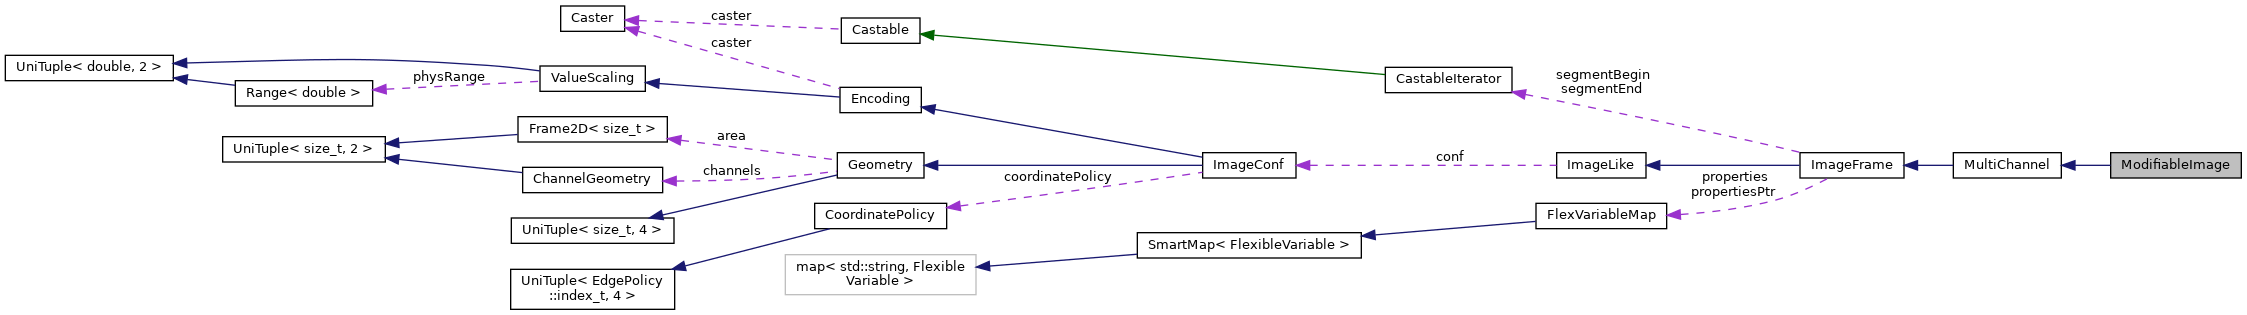 Caster
caster
Castable
caster
UniTuple< double, 2 >
physRange
ValueScaling
Range< double >
Encoding
CastableIterator
segmentBegin
segmentEnd
Frame2D< size_t >
area
UniTuple< size_t, 2 >
channels
ChannelGeometry
Geometry
ImageConf
conf
ImageLike
ImageFrame
MultiChannel
ModifiableImage
coordinatePolicy
properties
propertiesPtr
CoordinatePolicy
FlexVariableMap
UniTuple< size_t, 4 >
SmartMap< FlexibleVariable >
map< std::string, Flexible
Variable >
UniTuple< EdgePolicy
::index_t, 4 >